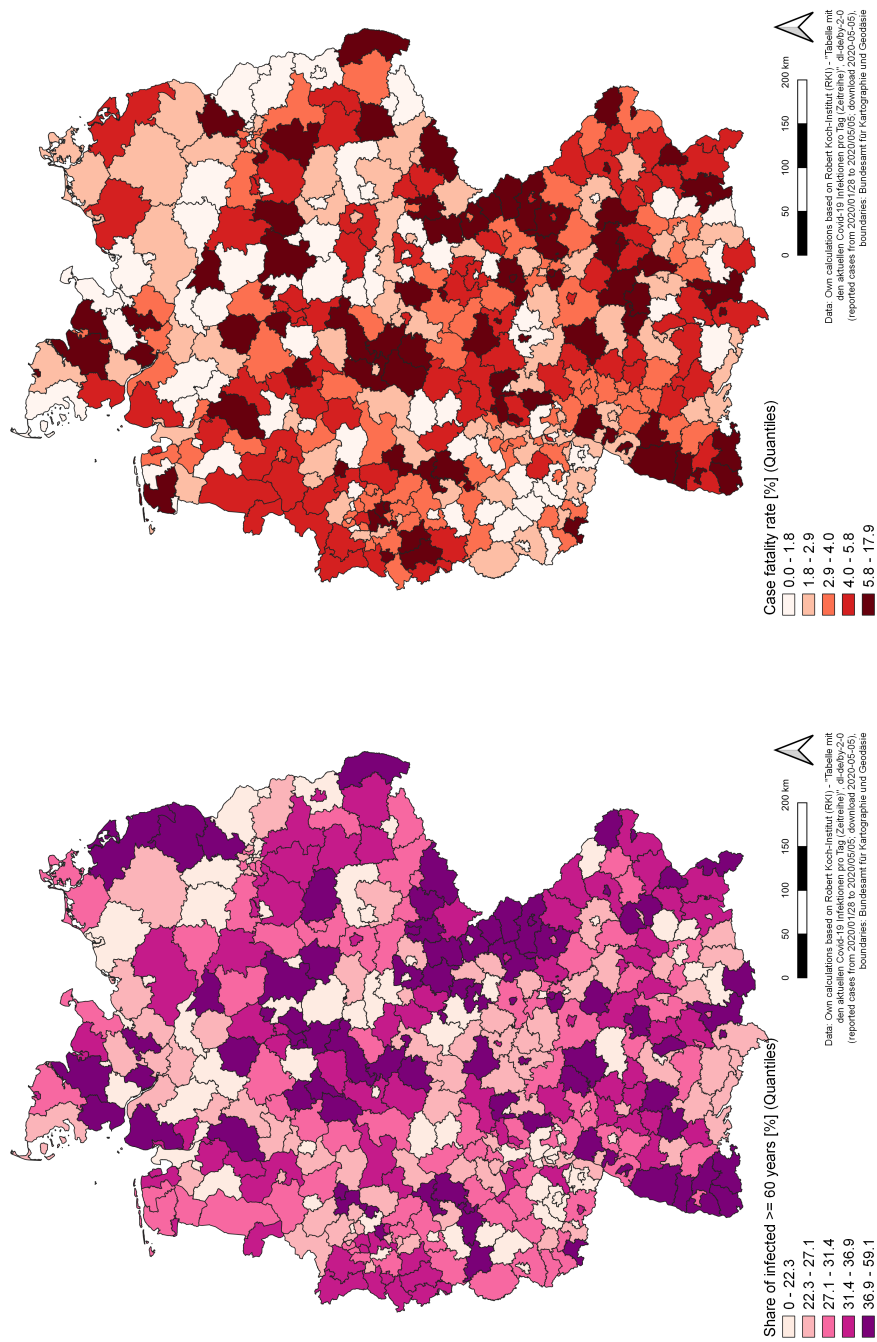 Case fatality rate [%] (Quantiles)
0.0 - 1.8
1.8 - 2.9
2.9 - 4.0
4.0 - 5.8
5.8 - 17.9
0 50 100 150 200 km
Data: Own calculations based on Robert Koch-Institut (RKI) - "Tabelle mit
den aktuellen Covid-19 Infektionen pro Tag (Zeitreihe)", dl-de/by-2-0
(reported cases from 2020/01/28 to 2020/05/05; download 2020-05-05),
boundaries: Bundesamt für Kartographie und Geodäsie
Share of infected >= 60 years [%] (Quantiles)
0 - 22.3
22.3 - 27.1
27.1 - 31.4
31.4 - 36.9
36.9 - 59.1
0 50 100 150 200 km
Data: Own calculations based on Robert Koch-Institut (RKI) - "Tabelle mit
den aktuellen Covid-19 Infektionen pro Tag (Zeitreihe)", dl-de/by-2-0
(reported cases from 2020/01/28 to 2020/05/05; download 2020-05-05),
boundaries: Bundesamt für Kartographie und Geodäsie